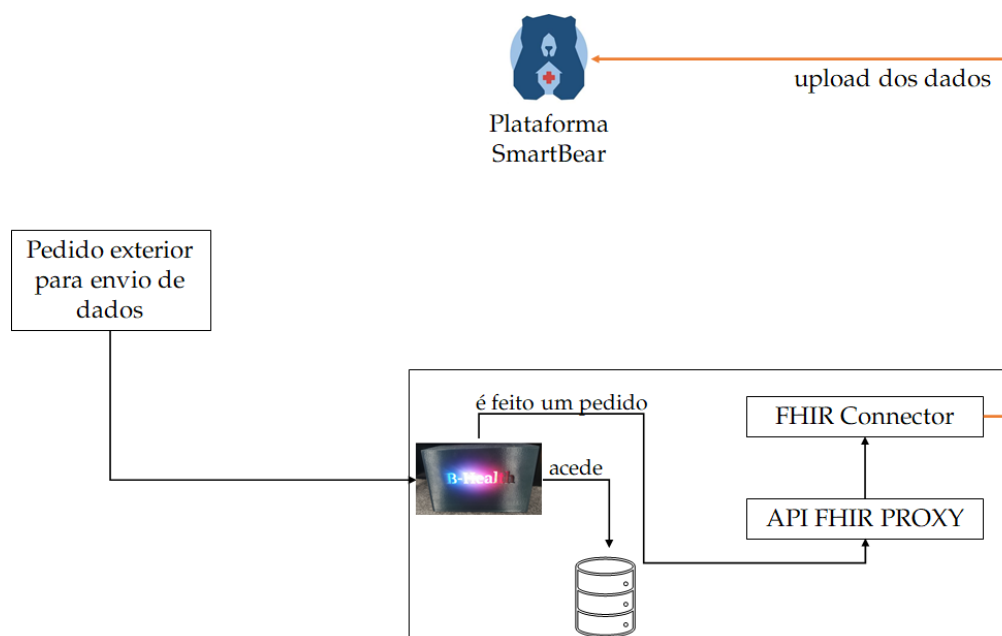 upload dos dados
Plataforma
SmartBear
Pedido exterior
para envio de
dados
é feito um pedido
FHIR Connector
B-Health
acede
API FHIR PROXY